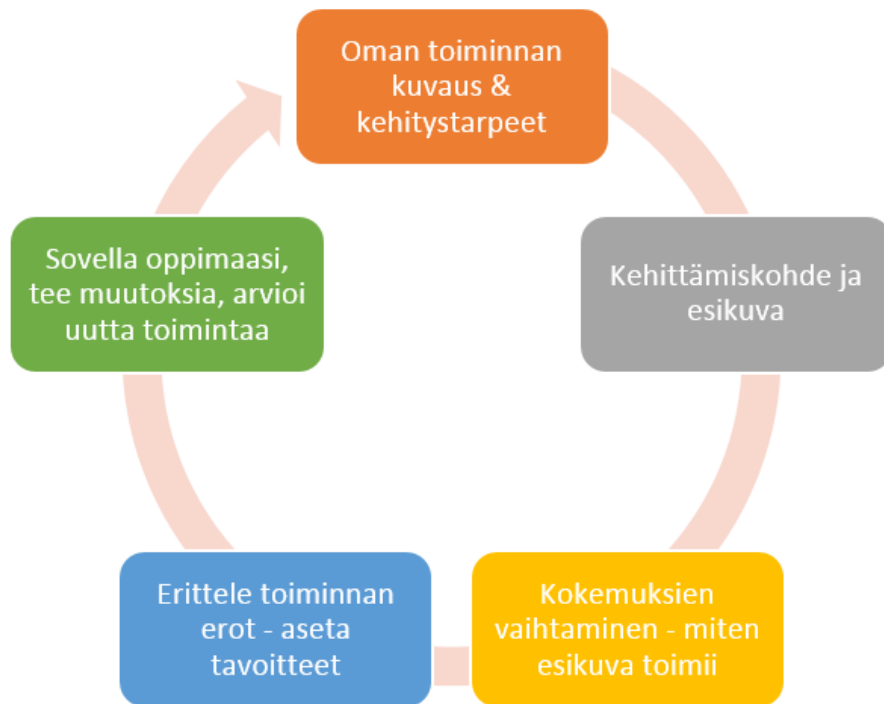 Oman toiminnan
kuvaus &
kehitystarpeet
Kehittämiskohde ja
esikuva
Kokemuksien
vaihtaminen - miten
esikuva toimii
Erittele toiminnan
erot - aseta
tavoitteet
Sovella oppimaasi,
tee muutoksia, arvioi
uutta toimintaa